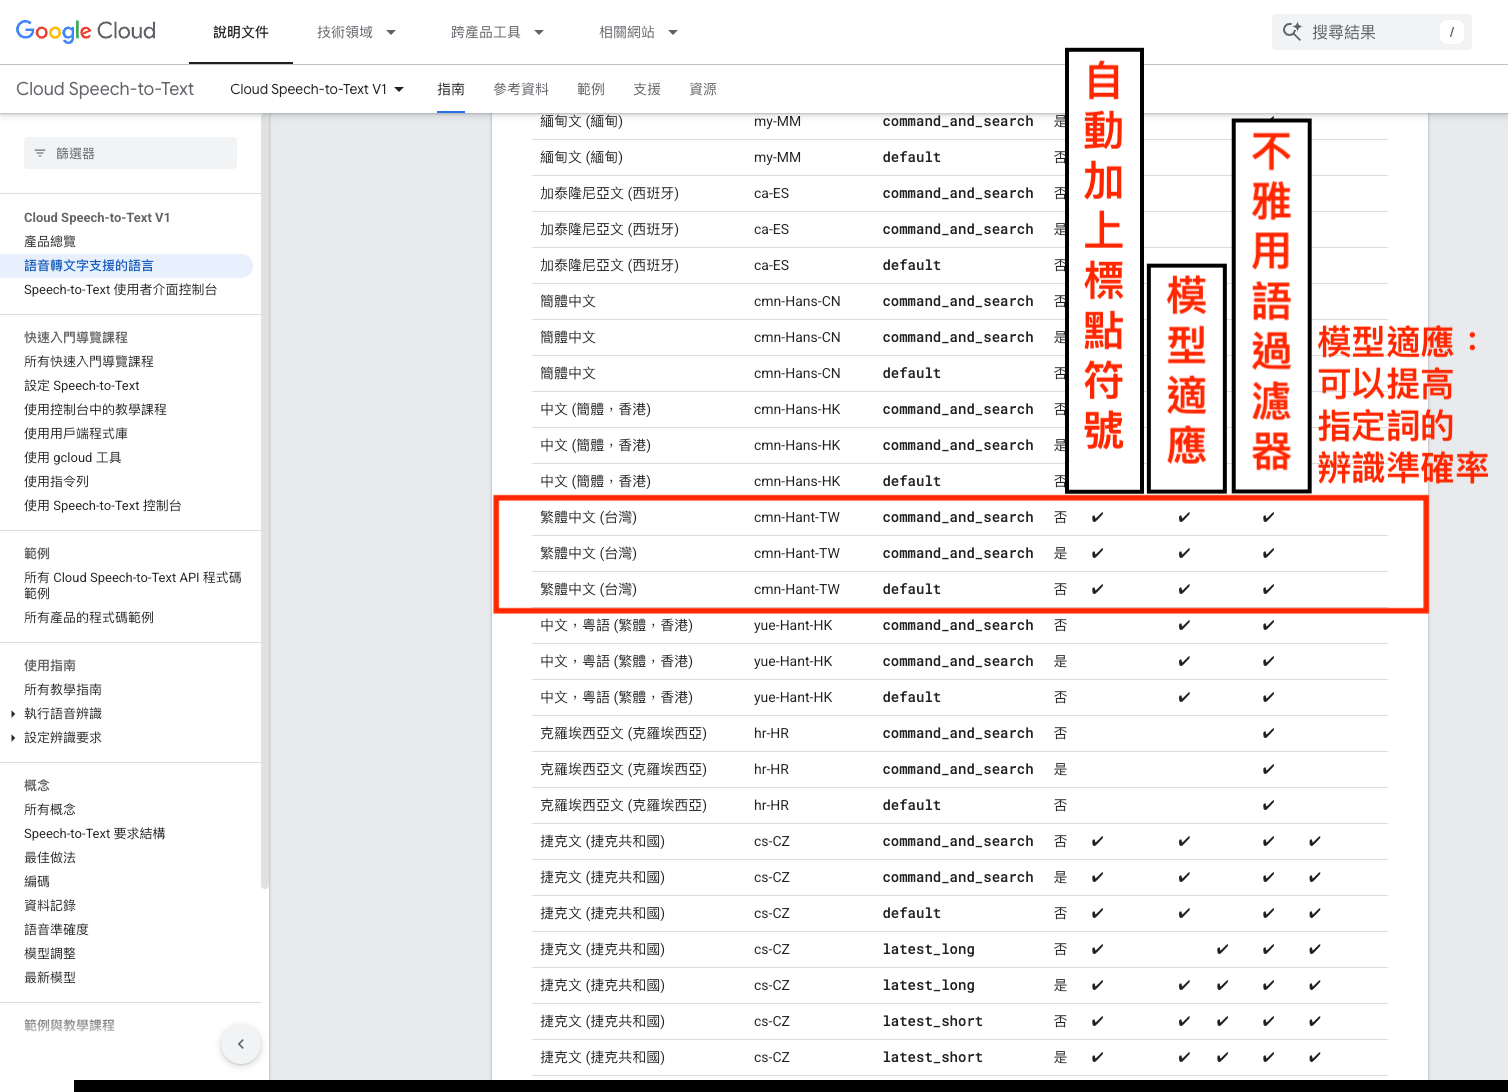 Google Cloud
說明文件
技術領域
跨產品工具
相關網站
搜尋結果
/
Cloud Speech-to-Text
Cloud Speech-to-Text V1
指南
參考資料
範例
支援
資源
篩選器
Cloud Speech-to-Text V1
產品總覽
語音轉文字支援的語言
Speech-to-Text 使用者介面控制台
快速入門導覽課程
所有快速入門導覽課程
設定 Speech-to-Text
使用控制台中的教學課程
使用用戶端程式庫
使用 gcloud 工具
使用指令列
使用 Speech-to-Text 控制台
範例
所有 Cloud Speech-to-Text API 程式碼
範例
所有產品的程式碼範例
使用指南
所有教學指南
執行語音辨識
設定辨識要求
概念
所有概念
Speech-to-Text 要求結構
最佳做法
編碼
資料記錄
語音準確度
模型調整
最新模型
範例與教學課程
緬甸文 (緬甸) my-MM command_and_search 是
緬甸文 (緬甸) my-MM default 否
加泰隆尼亞文 (西班牙) ca-ES command_and_search 否
加泰隆尼亞文 (西班牙) ca-ES command_and_search 是
加泰隆尼亞文 (西班牙) ca-ES default 否
簡體中文 cmn-Hans-CN command_and_search 否
簡體中文 cmn-Hans-CN command_and_search 是
簡體中文 cmn-Hans-CN default 否
中文 (簡體，香港) cmn-Hans-HK command_and_search 否
中文 (簡體，香港) cmn-Hans-HK command_and_search 是
中文 (簡體，香港) cmn-Hans-HK default 否
繁體中文 (台灣) cmn-Hant-TW command_and_search 否 ✔ ✔ ✔
繁體中文 (台灣) cmn-Hant-TW command_and_search 是 ✔ ✔ ✔
繁體中文 (台灣) cmn-Hant-TW default 否 ✔ ✔ ✔
中文，粵語 (繁體，香港) yue-Hant-HK command_and_search 否 ✔ ✔
中文，粵語 (繁體，香港) yue-Hant-HK command_and_search 是 ✔ ✔
中文，粵語 (繁體，香港) yue-Hant-HK default 否 ✔ ✔
克羅埃西亞文 (克羅埃西亞) hr-HR command_and_search 否 ✔
克羅埃西亞文 (克羅埃西亞) hr-HR command_and_search 是 ✔
克羅埃西亞文 (克羅埃西亞) hr-HR default 否 ✔
捷克文 (捷克共和國) cs-CZ command_and_search 否 ✔ ✔ ✔ ✔
捷克文 (捷克共和國) cs-CZ command_and_search 是 ✔ ✔ ✔ ✔
捷克文 (捷克共和國) cs-CZ default 否 ✔ ✔ ✔ ✔
捷克文 (捷克共和國) cs-CZ latest_long 否 ✔ ✔ ✔ ✔
捷克文 (捷克共和國) cs-CZ latest_long 是 ✔ ✔ ✔ ✔ ✔
捷克文 (捷克共和國) cs-CZ latest_short 否 ✔ ✔ ✔ ✔ ✔
捷克文 (捷克共和國) cs-CZ latest_short 是 ✔ ✔ ✔ ✔ ✔
自動加上標點符號
模型適應
不雅用語過濾器
模型適應：
可以提高
指定詞的
辨識準確率